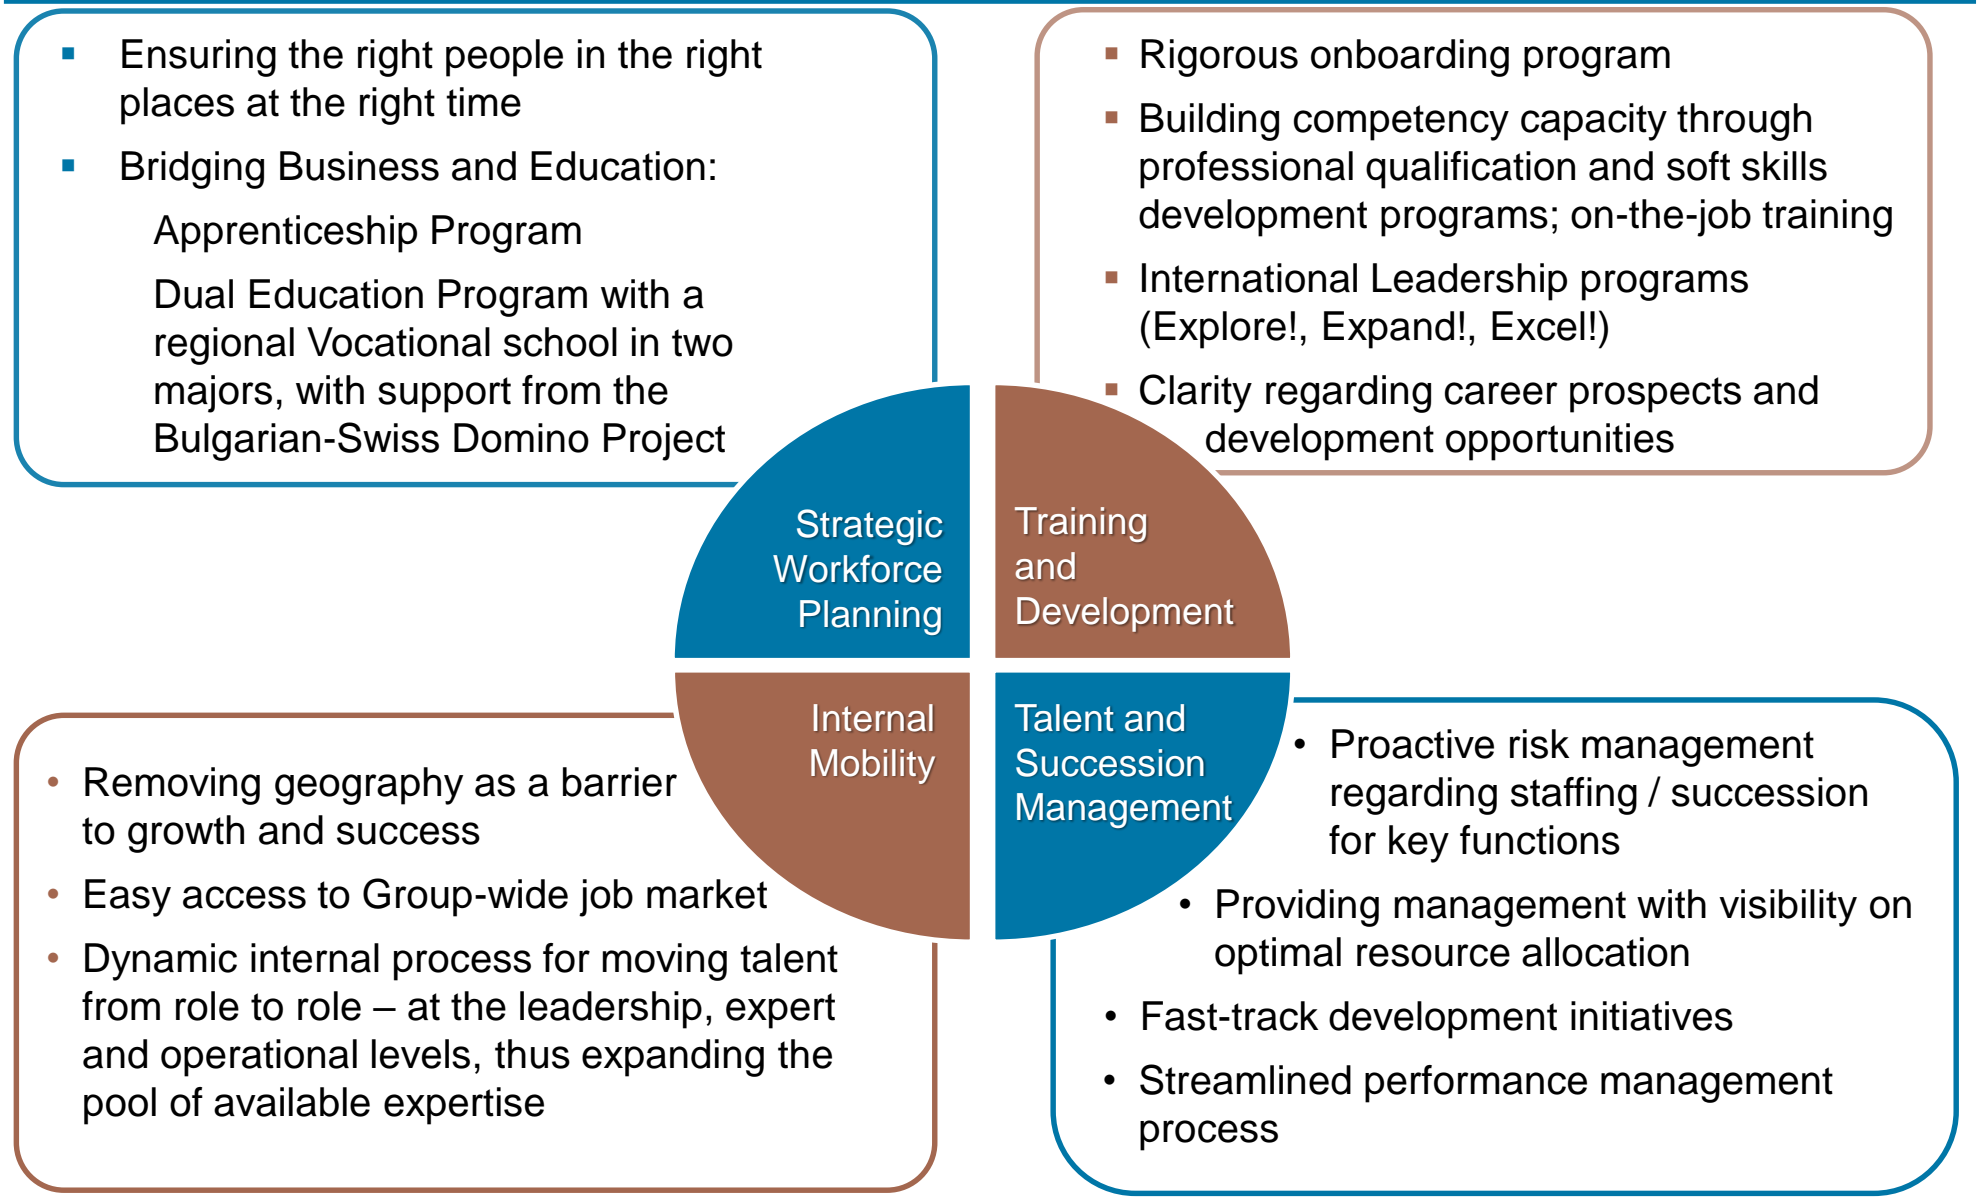 ▪ Ensuring the right people in the right
places at the right time
▪ Bridging Business and Education:
Apprenticeship Program
Dual Education Program with a
regional Vocational school in two
majors, with support from the
Bulgarian-Swiss Domino Project
▪ Rigorous onboarding program
▪ Building competency capacity through
professional qualification and soft skills
development programs; on-the-job training
▪ International Leadership programs
(Explore!, Expand!, Excel!)
▪ Clarity regarding career prospects and
development opportunities
Strategic
Workforce
Planning
Training
and
Development
Internal
Mobility
Talent and
Succession
Management
• Removing geography as a barrier
to growth and success
• Easy access to Group-wide job market
• Dynamic internal process for moving talent
from role to role – at the leadership, expert
and operational levels, thus expanding the
pool of available expertise
• Proactive risk management
regarding staffing / succession
for key functions
• Providing management with visibility on
optimal resource allocation
• Fast-track development initiatives
• Streamlined performance management
process